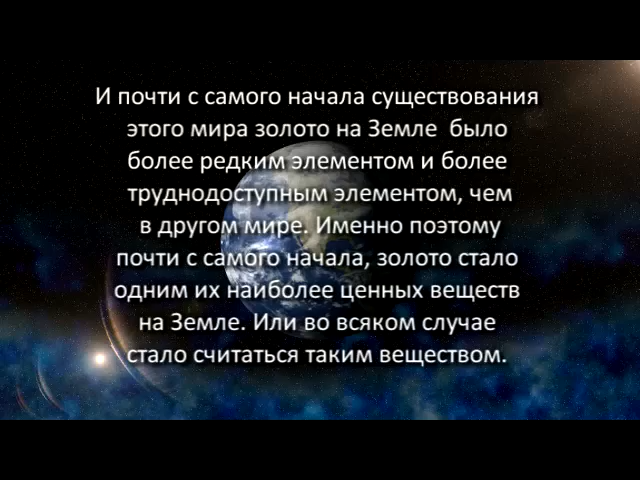 И почти с самого начала существования
этого мира золото на Земле  было
более редким элементом и более
труднодоступным элементом, чем
в другом мире. Именно поэтому
почти с самого начала, золото стало
одним их наиболее ценных веществ
на Земле. Или во всяком случае
стало считаться таким веществом.